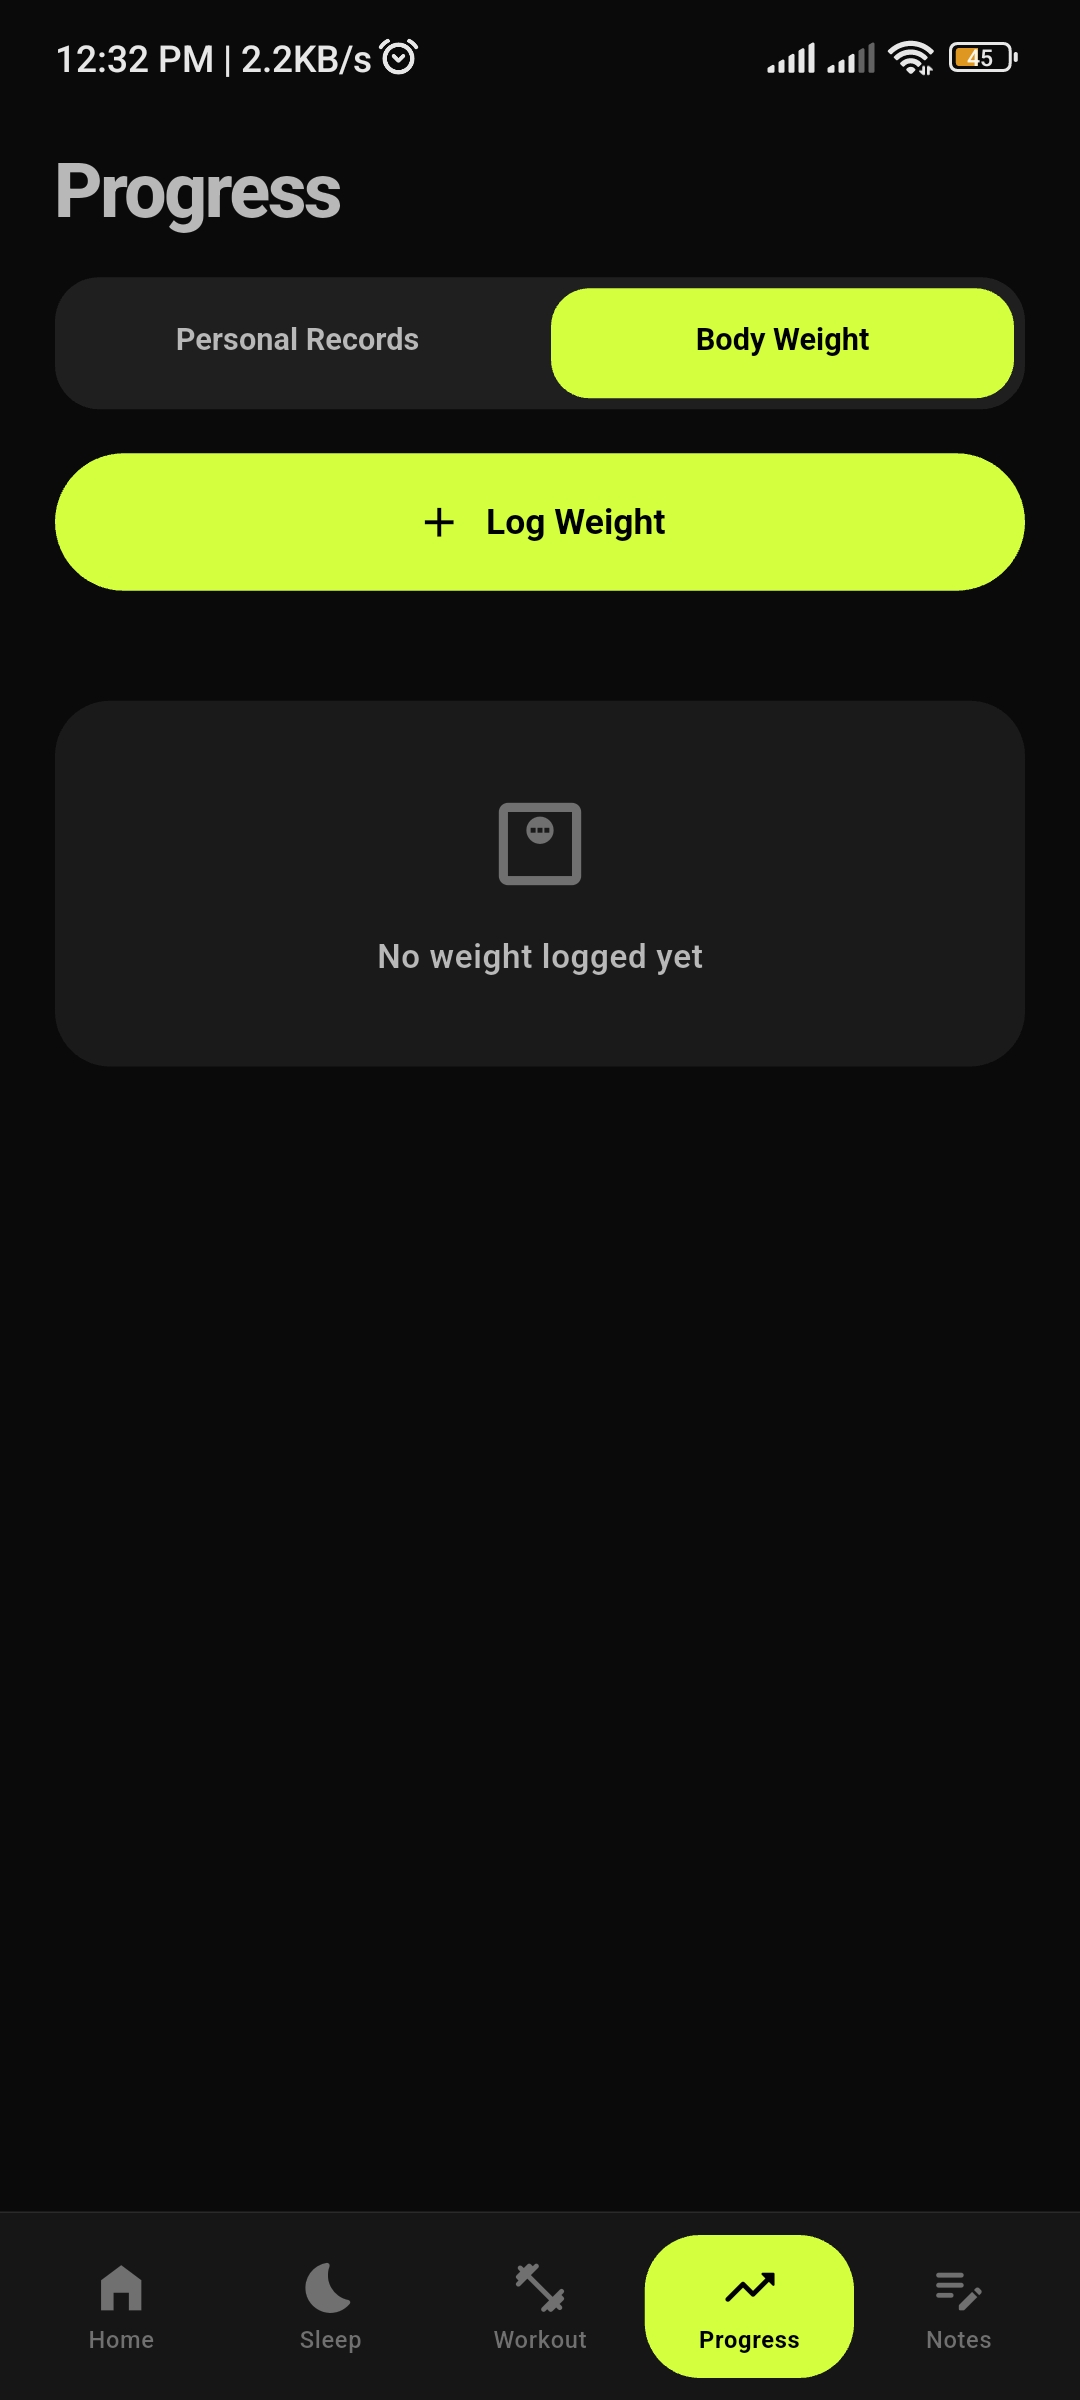 12:32 PM | 2.2KB/s
45
Progress
Personal Records
Body Weight
+ Log Weight
No weight logged yet
Home
Sleep
Workout
Progress
Notes